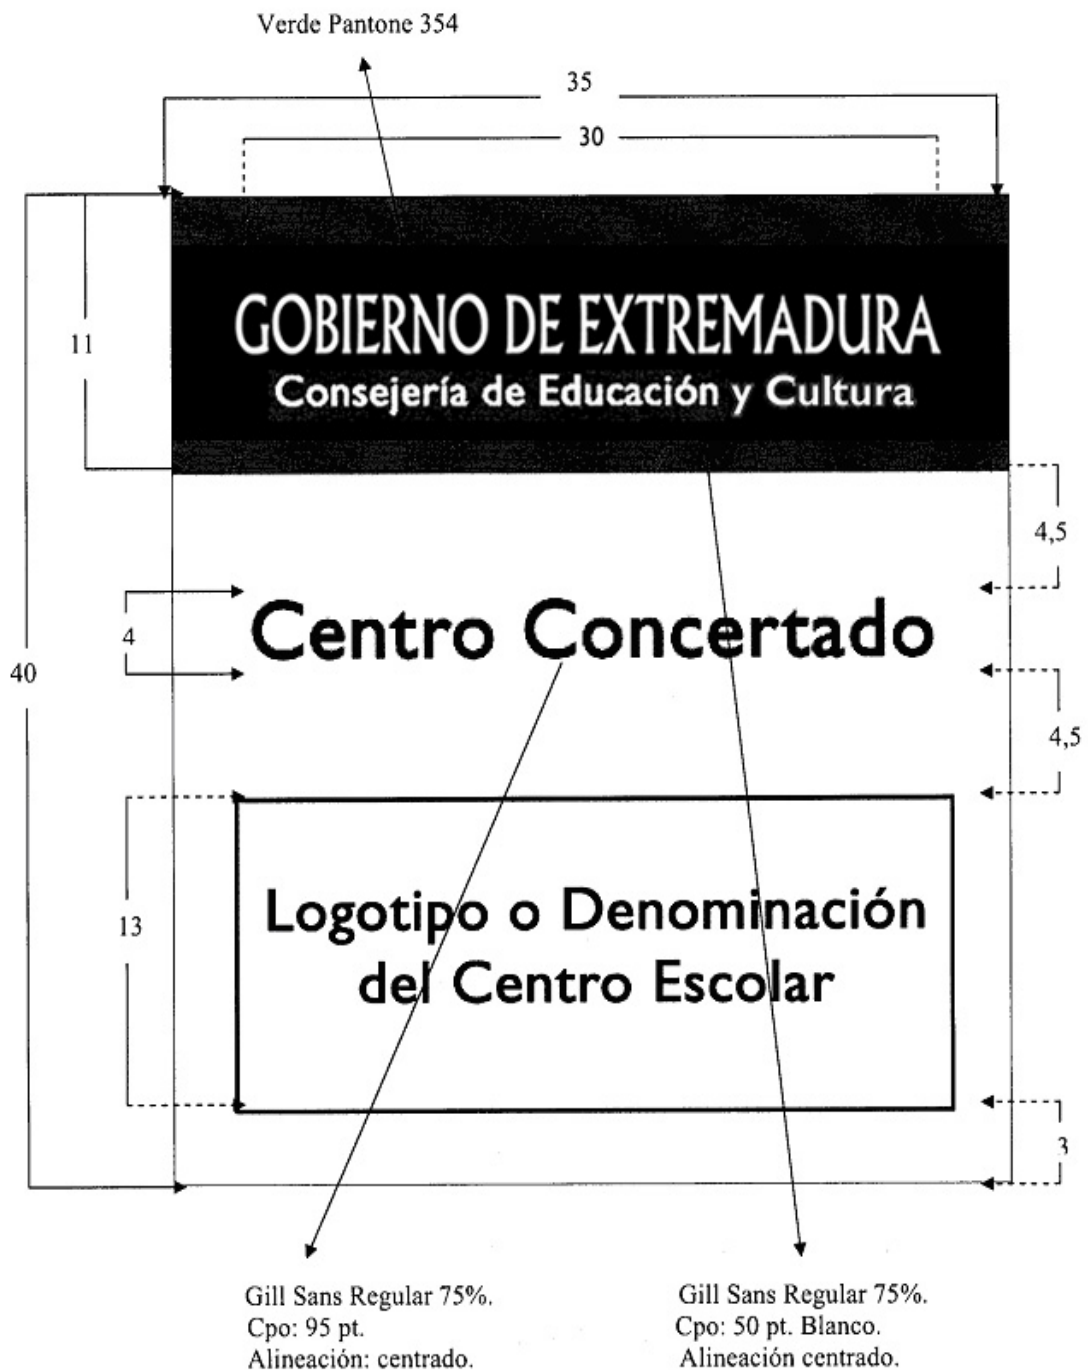 Verde Pantone 354
35
30
11
GOBIERNO DE EXTREMADURA
Consejería de Educación y Cultura
4,5
4
Centro Concertado
40
4,5
13
Logotipo o Denominación
del Centro Escolar
3
Gill Sans Regular 75%.
Cpo: 95 pt.
Alineación: centrado.
Gill Sans Regular 75%.
Cpo: 50 pt. Blanco.
Alineación centrado.